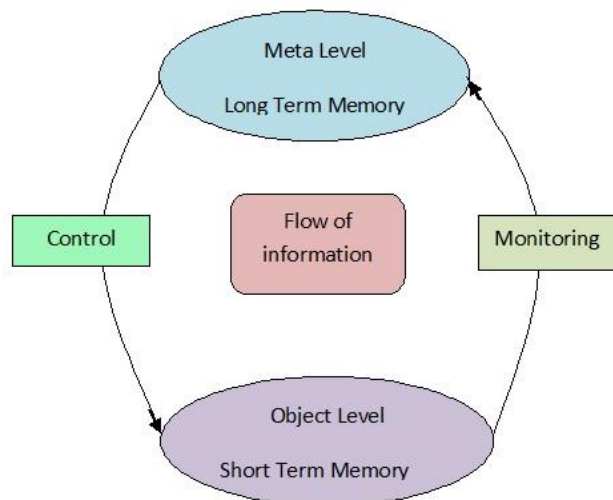 Meta Level
Long Term Memory
Flow of
information
Control
Monitoring
Object Level
Short Term Memory